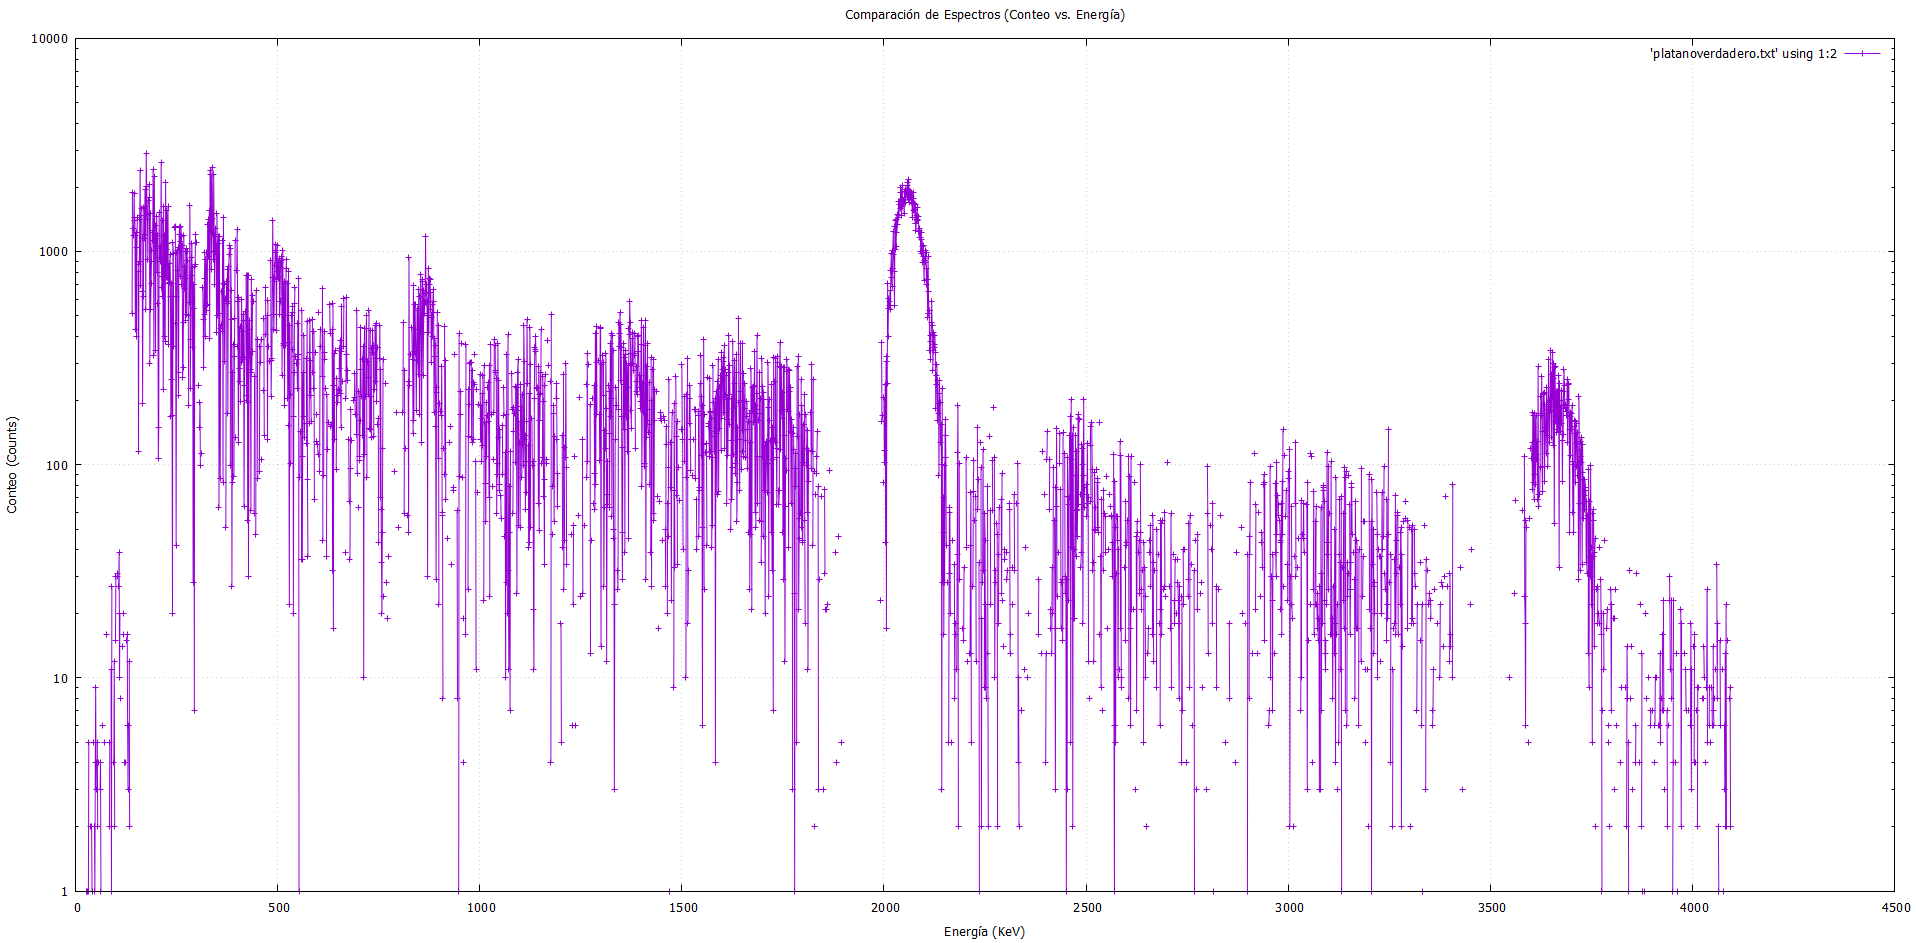 Comparación de Espectros (Conteo vs. Energía)
'platanoverdadero.txt' using 1:2
Conteo (Counts)
10000
1000
100
10
1
0 500 1000 1500 2000 2500 3000 3500 4000 4500
Energía (KeV)